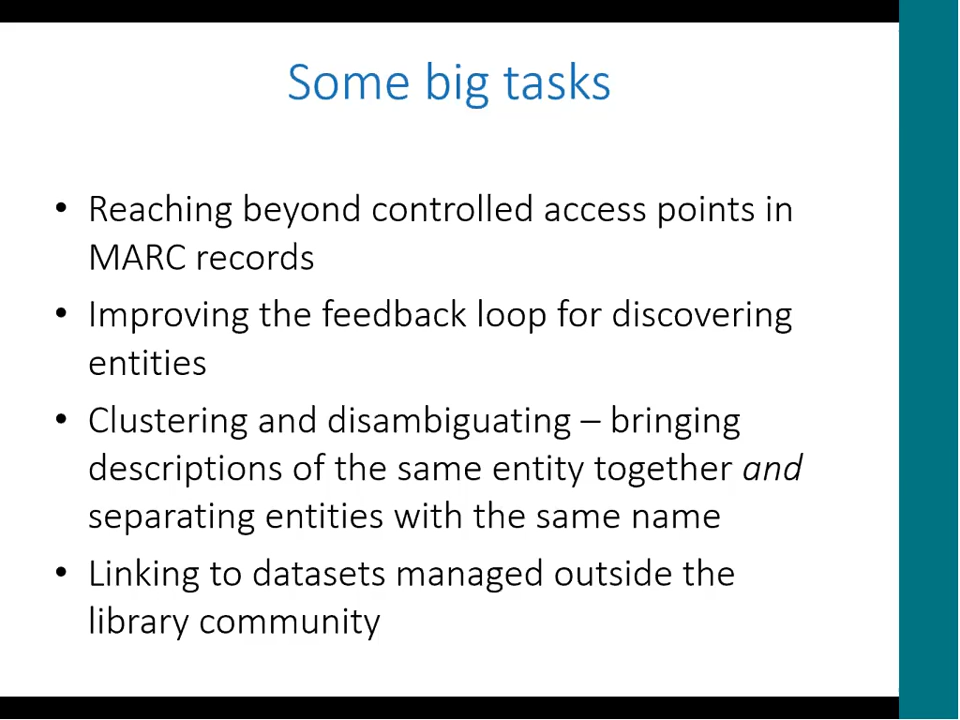 Some big tasks
• Reaching beyond controlled access points in
MARC records
• Improving the feedback loop for discovering
entities
• Clustering and disambiguating – bringing
descriptions of the same entity together and
separating entities with the same name
• Linking to datasets managed outside the
library community